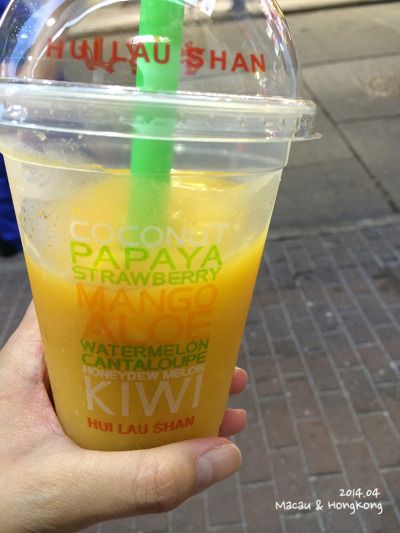 HUI LAU SHAN
COCONUT
PAPAYA
STRAWBERRY
MANGO
ALOE
WATERMELON
CANTALOUPE
HONEYDEW MELON
KIWI
HUI LAU SHAN
2014.04
Macau & Hongkong